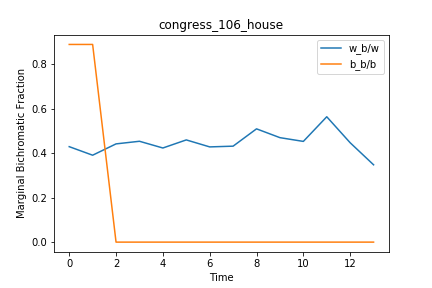 congress_106_house
w_b/w
b_b/b
Marginal Bichromatic Fraction
0.8
0.6
0.4
0.2
0.0
0 2 4 6 8 10 12
Time